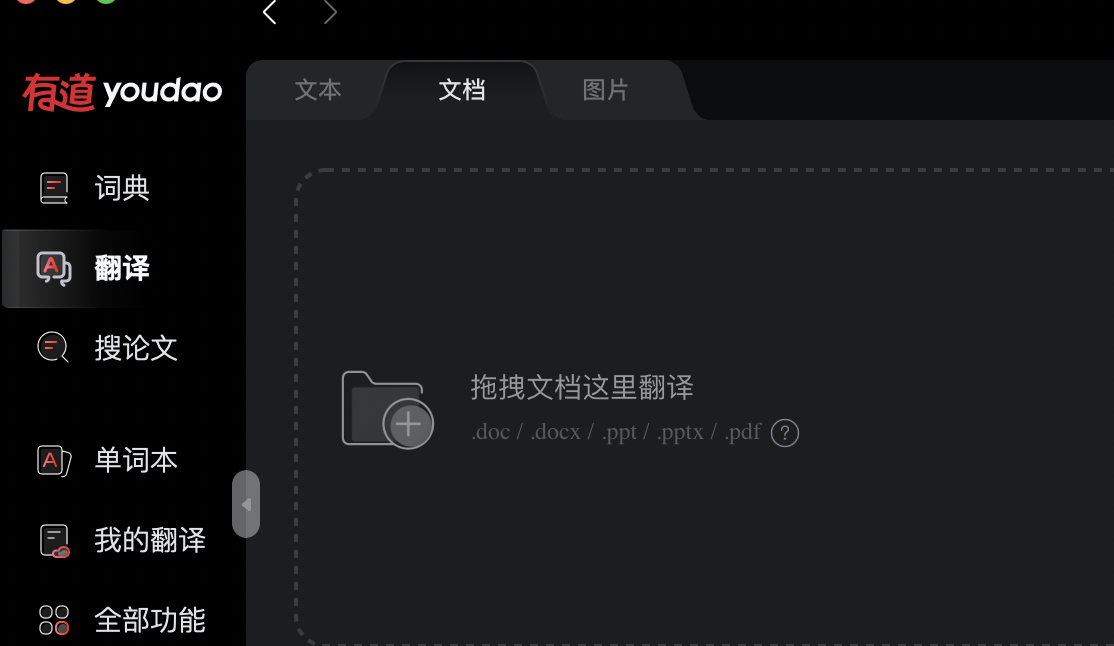 有道 youdao
文本
文档
图片
词典
翻译
搜论文
单词本
我的翻译
全部功能
拖拽文档这里翻译
.doc / .docx / .ppt / .pptx / .pdf ?